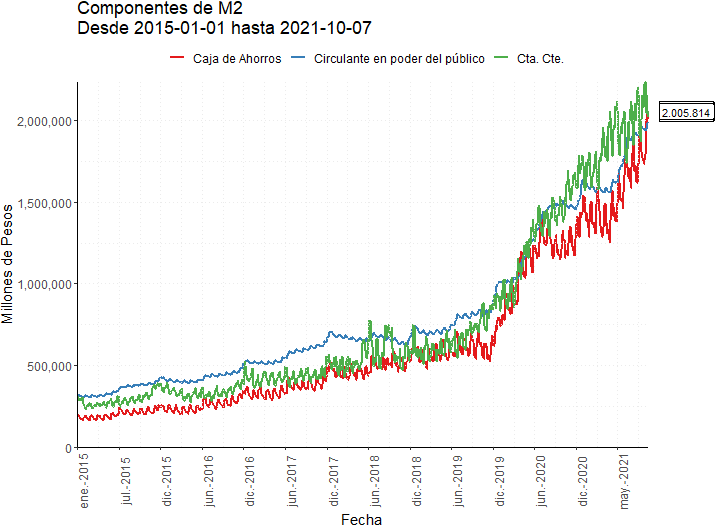 Componentes de M2
Desde 2015-01-01 hasta 2021-10-07
Caja de Ahorros Circulante en poder del público Cta. Cte.
Millones de Pesos
2,000,000
1,500,000
1,000,000
500,000
0
2.005.814
ene.-2015 jul.-2015 dic.-2015 jun.-2016 dic.-2016 jun.-2017 dic.-2017 jun.-2018 dic.-2018 jun.-2019 dic.-2019 jun.-2020 dic.-2020 may.-2021
Fecha